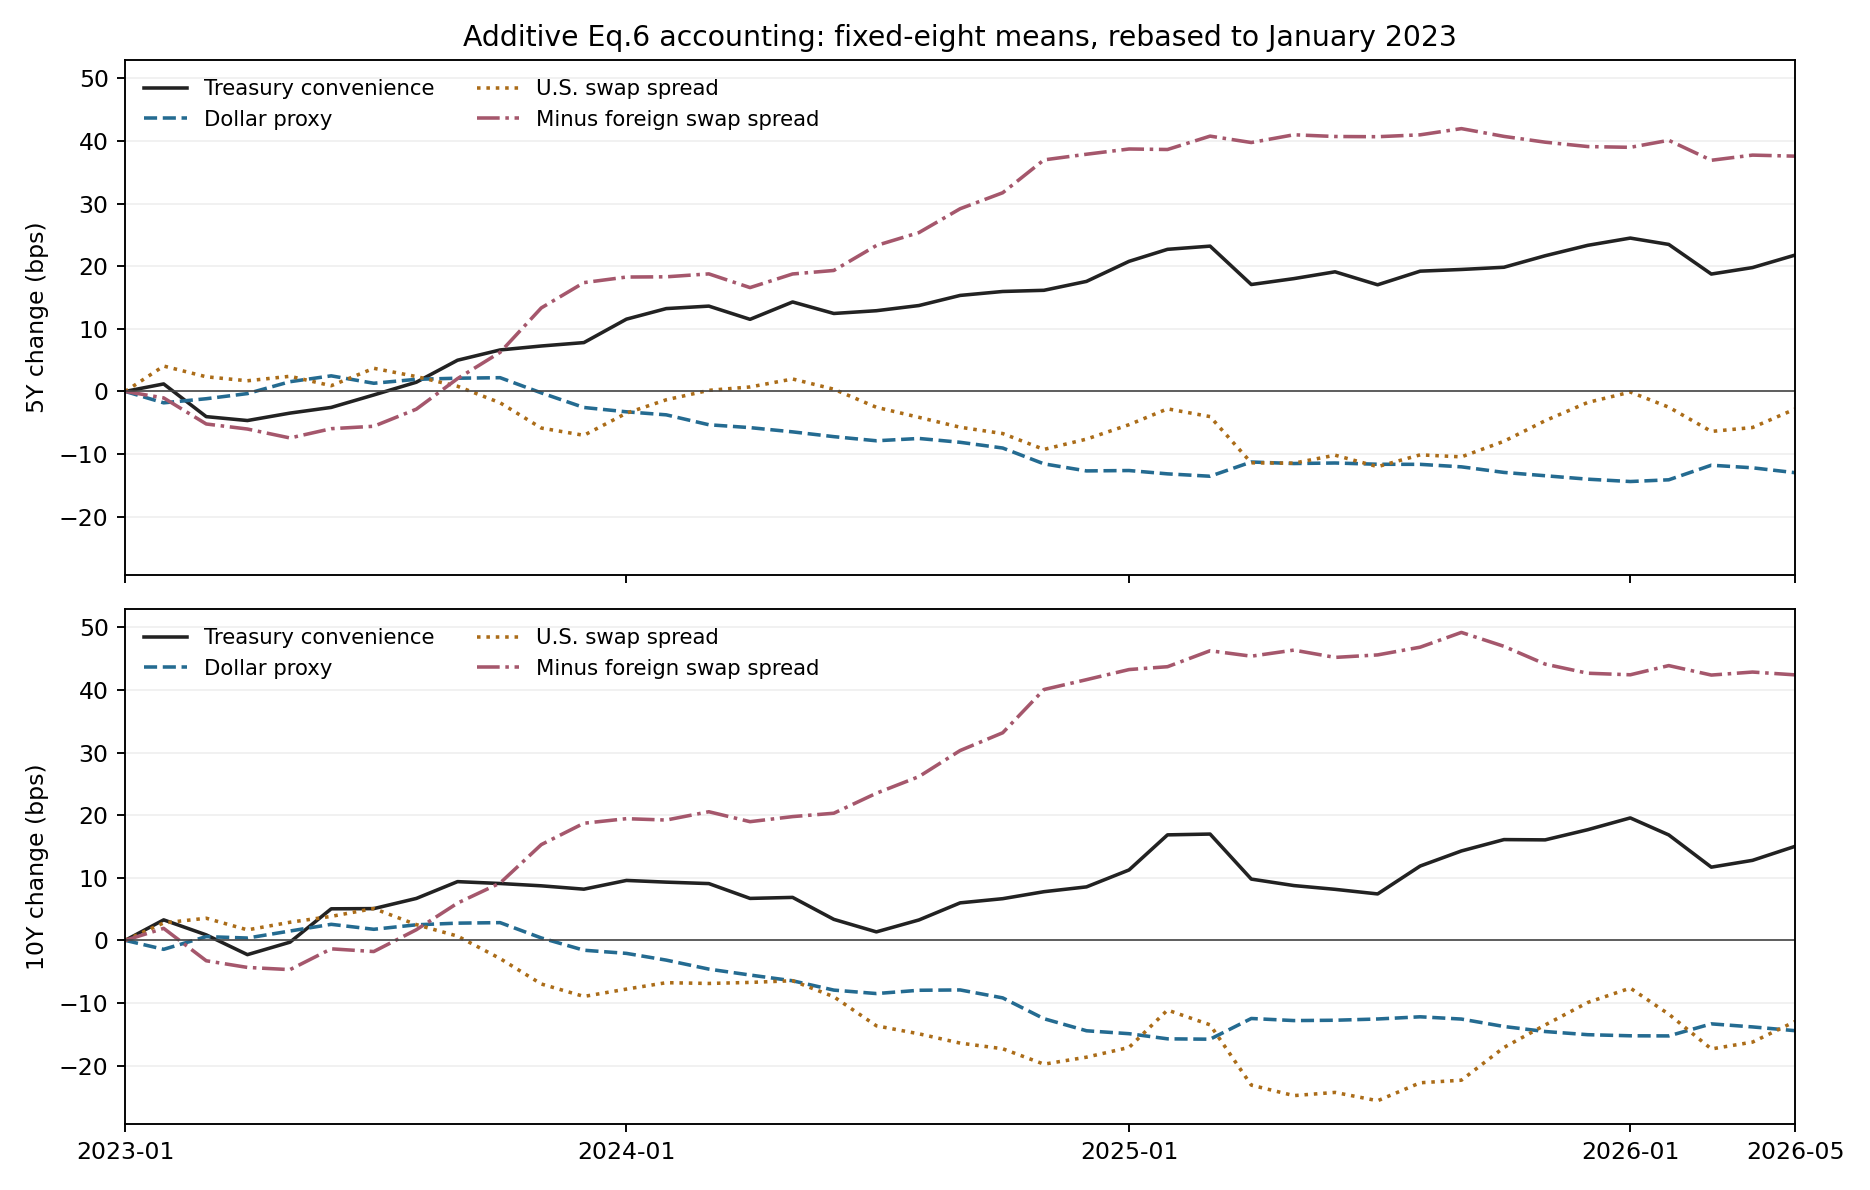 Additive Eq.6 accounting: fixed-eight means, rebased to January 2023
50
40
30
20
10
0
−10
−20
5Y change (bps)
Treasury convenience
Dollar proxy
U.S. swap spread
Minus foreign swap spread
50
40
30
20
10
0
−10
−20
10Y change (bps)
Treasury convenience
Dollar proxy
U.S. swap spread
Minus foreign swap spread
2023-01
2024-01
2025-01
2026-01
2026-05